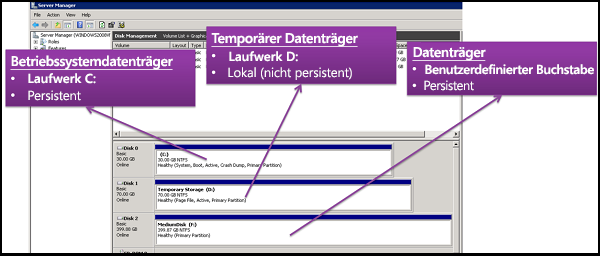 Server Manager
File Action View Help
Server Manager (WINDOWS2008
Roles
Features
Disk Management Volume List + Graph
Volume Layout Type
Betriebssystemdatenträger
• Laufwerk C:
• Persistent
Temporärer Datenträger
• Laufwerk D:
• Lokal (nicht persistent)
Datenträger
• Benutzerdefinierter Buchstabe
• Persistent
Disk 0
Basic
30.00 GB
Online
(C:)
30.00 GB NTFS
Healthy (System, Boot, Active, Crash Dump, Primary Partition)
Disk 1
Basic
70.00 GB
Online
Temporary Storage (D:)
70.00 GB NTFS
Healthy (Page File, Active, Primary Partition)
Disk 2
Basic
399.88 GB
Online
MediumDisk (F:)
399.87 GB NTFS
Healthy (Primary Partition)